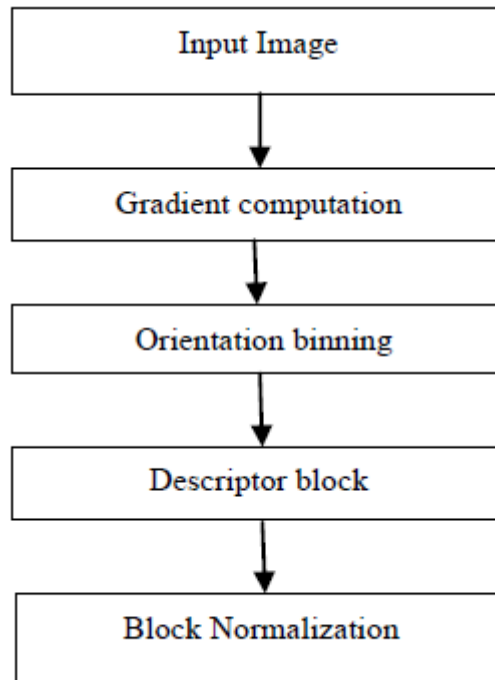 Input Image
Gradient computation
Orientation binning
Descriptor block
Block Normalization